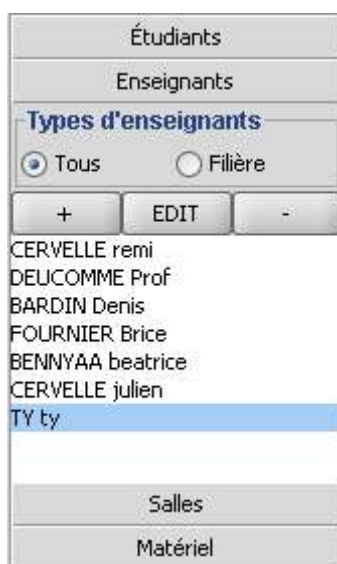 Étudiants
Enseignants
Types d'enseignants
Tous Filière
+ EDIT -
CERVELLE remi
DEUCOMME Prof
BARDIN Denis
FOURNIER Brice
BENNYAA beatrice
CERVELLE julien
TY ty
Salles
Matériel